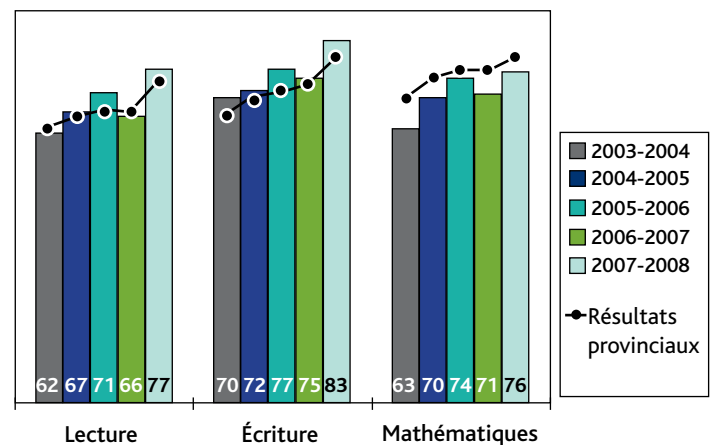 62 67 71 66 77
70 72 77 75 83
63 70 74 71 76
Lecture
Écriture
Mathématiques
2003-2004
2004-2005
2005-2006
2006-2007
2007-2008
Résultats
provinciaux